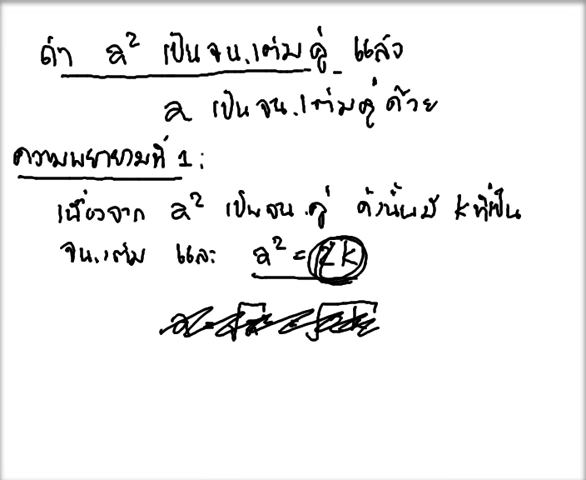 ถ้า a² เป็นจน.เต็มคู่ แล้ว
a เป็นจน.เต็มคู่ด้วย
ความพยายามที่ 1:
เนื่องจาก a² เป็นจน.คู่ ดังนั้นมี k ที่เป็น
จน.เต็ม และ a² = 2k